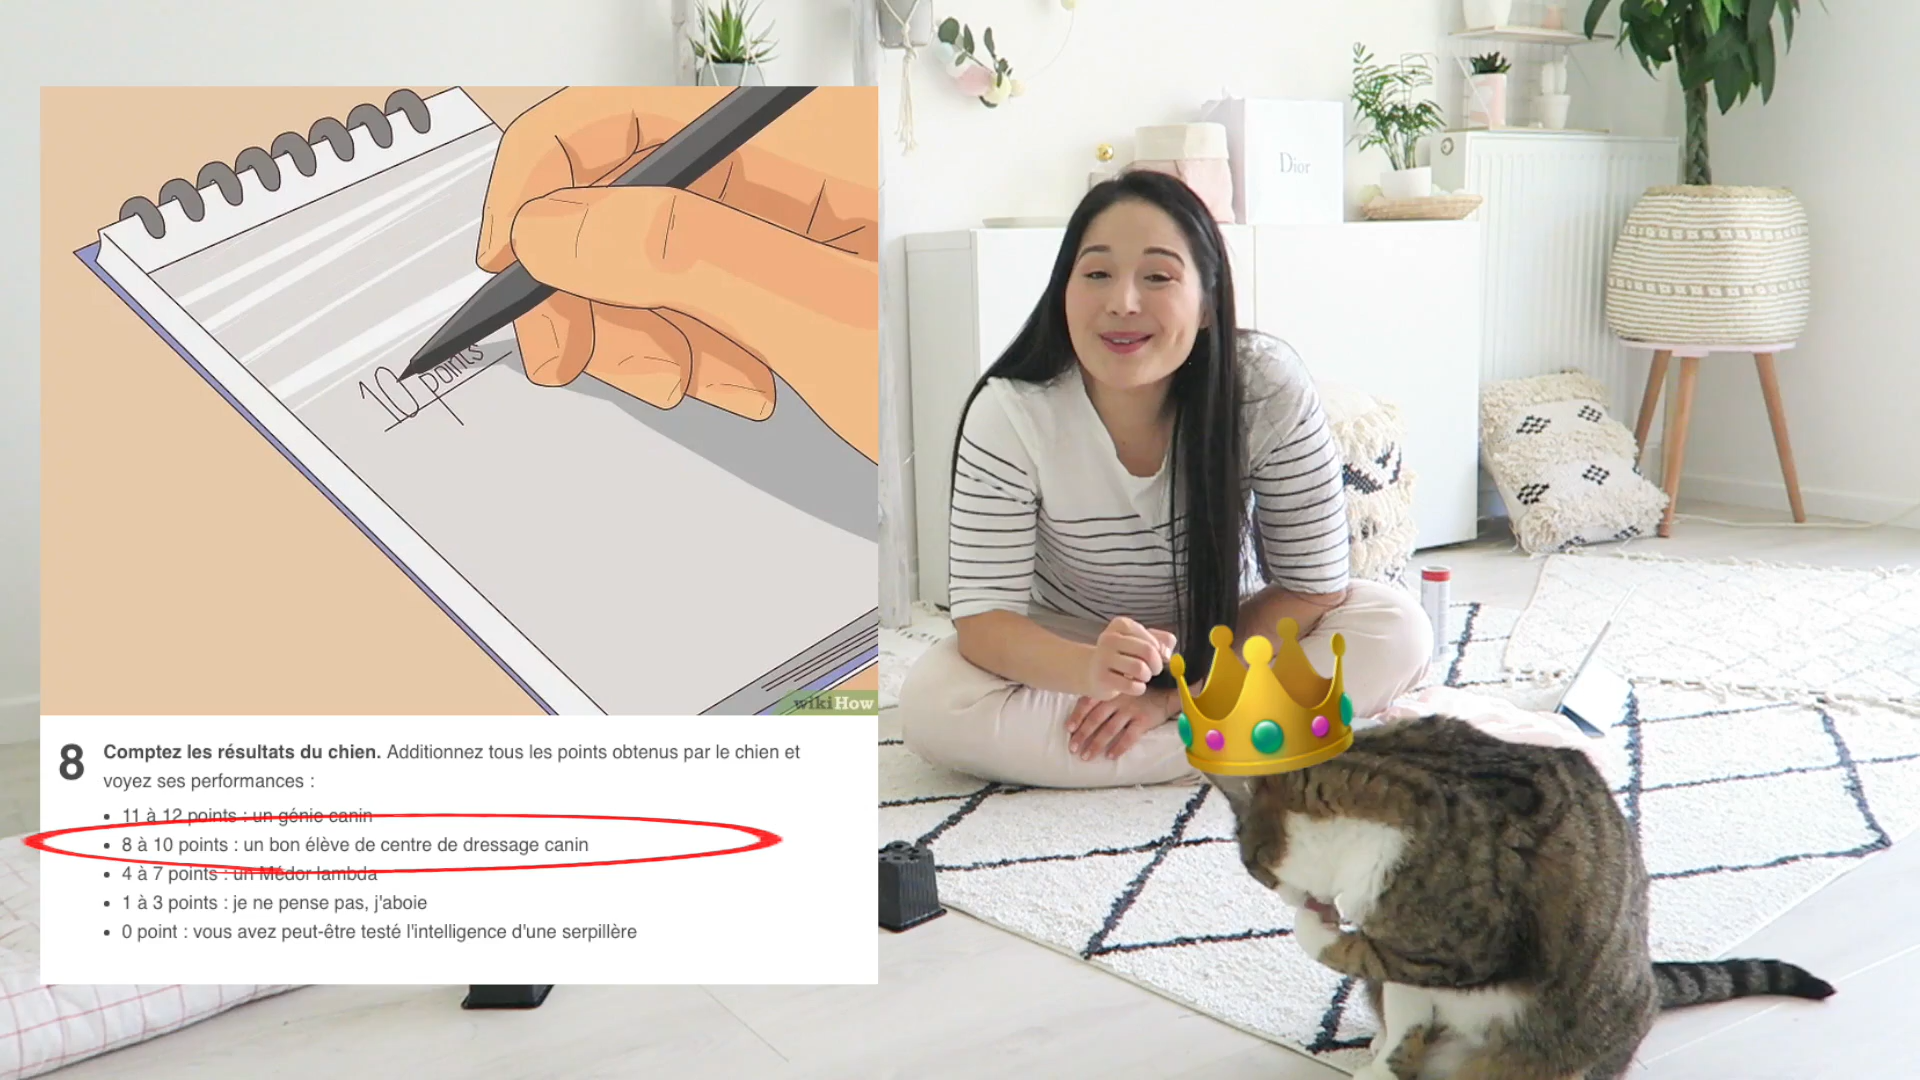 Dior
10 points
wikiHow
8 Comptez les résultats du chien. Additionnez tous les points obtenus par le chien et
voyez ses performances :
• 11 à 12 points : un génie canin
• 8 à 10 points : un bon élève de centre de dressage canin
• 4 à 7 points : un Médor lambda
• 1 à 3 points : je ne pense pas, j'aboie
• 0 point : vous avez peut-être testé l'intelligence d'une serpillère